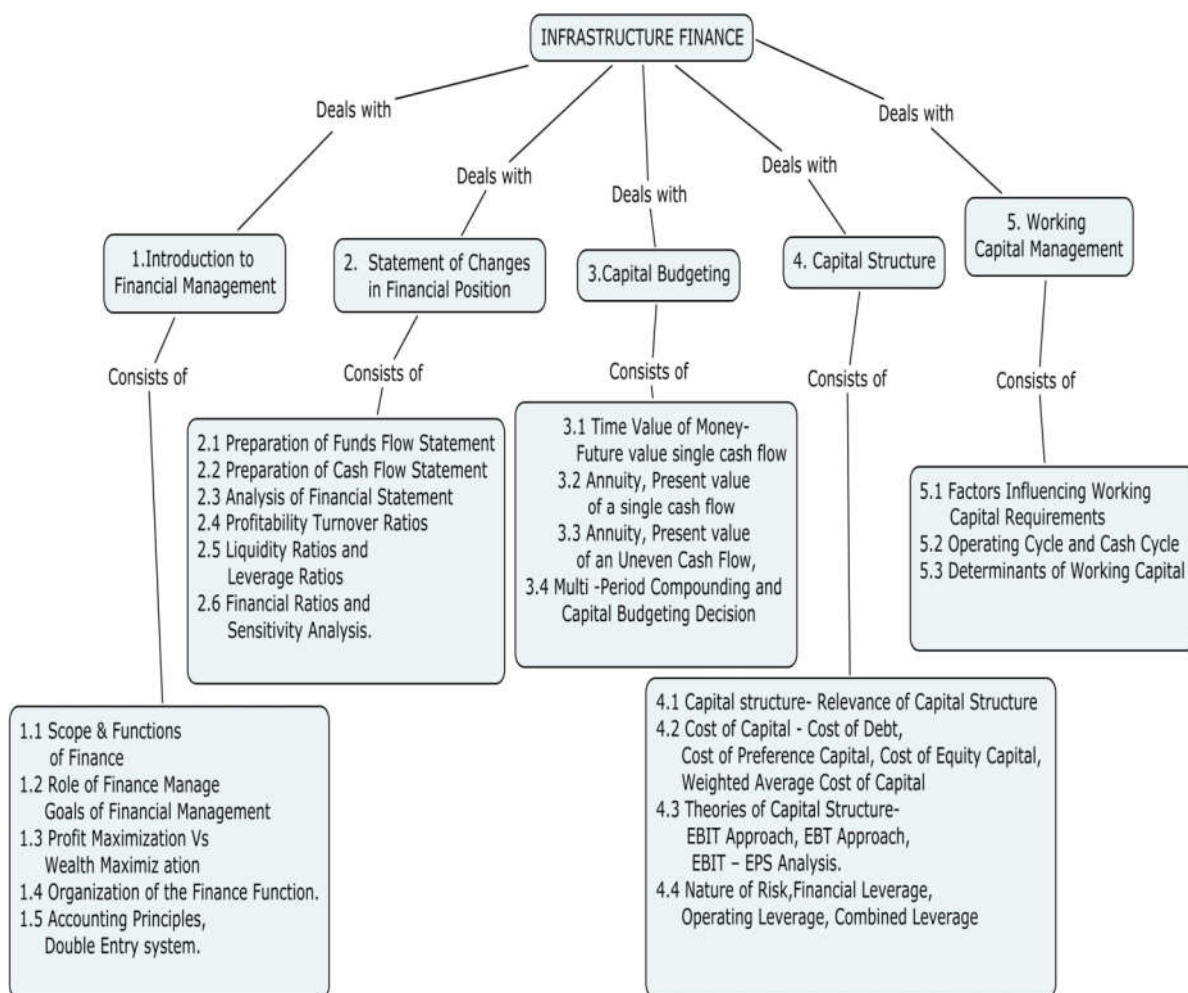 INFRASTRUCTURE FINANCE
Deals with
Deals with
Deals with
Deals with
Deals with
1.Introduction to
Financial Management
2. Statement of Changes
in Financial Position
3.Capital Budgeting
4. Capital Structure
5. Working
Capital Management
Consists of
Consists of
Consists of
Consists of
Consists of
1.1 Scope & Functions
of Finance
1.2 Role of Finance Manage
Goals of Financial Management
1.3 Profit Maximization Vs
Wealth Maximiz ation
1.4 Organization of the Finance Function.
1.5 Accounting Principles,
Double Entry system.
2.1 Preparation of Funds Flow Statement
2.2 Preparation of Cash Flow Statement
2.3 Analysis of Financial Statement
2.4 Profitability Turnover Ratios
2.5 Liquidity Ratios and
Leverage Ratios
2.6 Financial Ratios and
Sensitivity Analysis.
3.1 Time Value of Money-
Future value single cash flow
3.2 Annuity, Present value
of a single cash flow
3.3 Annuity, Present value
of an Uneven Cash Flow,
3.4 Multi -Period Compounding and
Capital Budgeting Decision
4.1 Capital structure- Relevance of Capital Structure
4.2 Cost of Capital - Cost of Debt,
Cost of Preference Capital, Cost of Equity Capital,
Weighted Average Cost of Capital
4.3 Theories of Capital Structure-
EBIT Approach, EBT Approach,
EBIT – EPS Analysis.
4.4 Nature of Risk,Financial Leverage,
Operating Leverage, Combined Leverage
5.1 Factors Influencing Working
Capital Requirements
5.2 Operating Cycle and Cash Cycle
5.3 Determinants of Working Capital